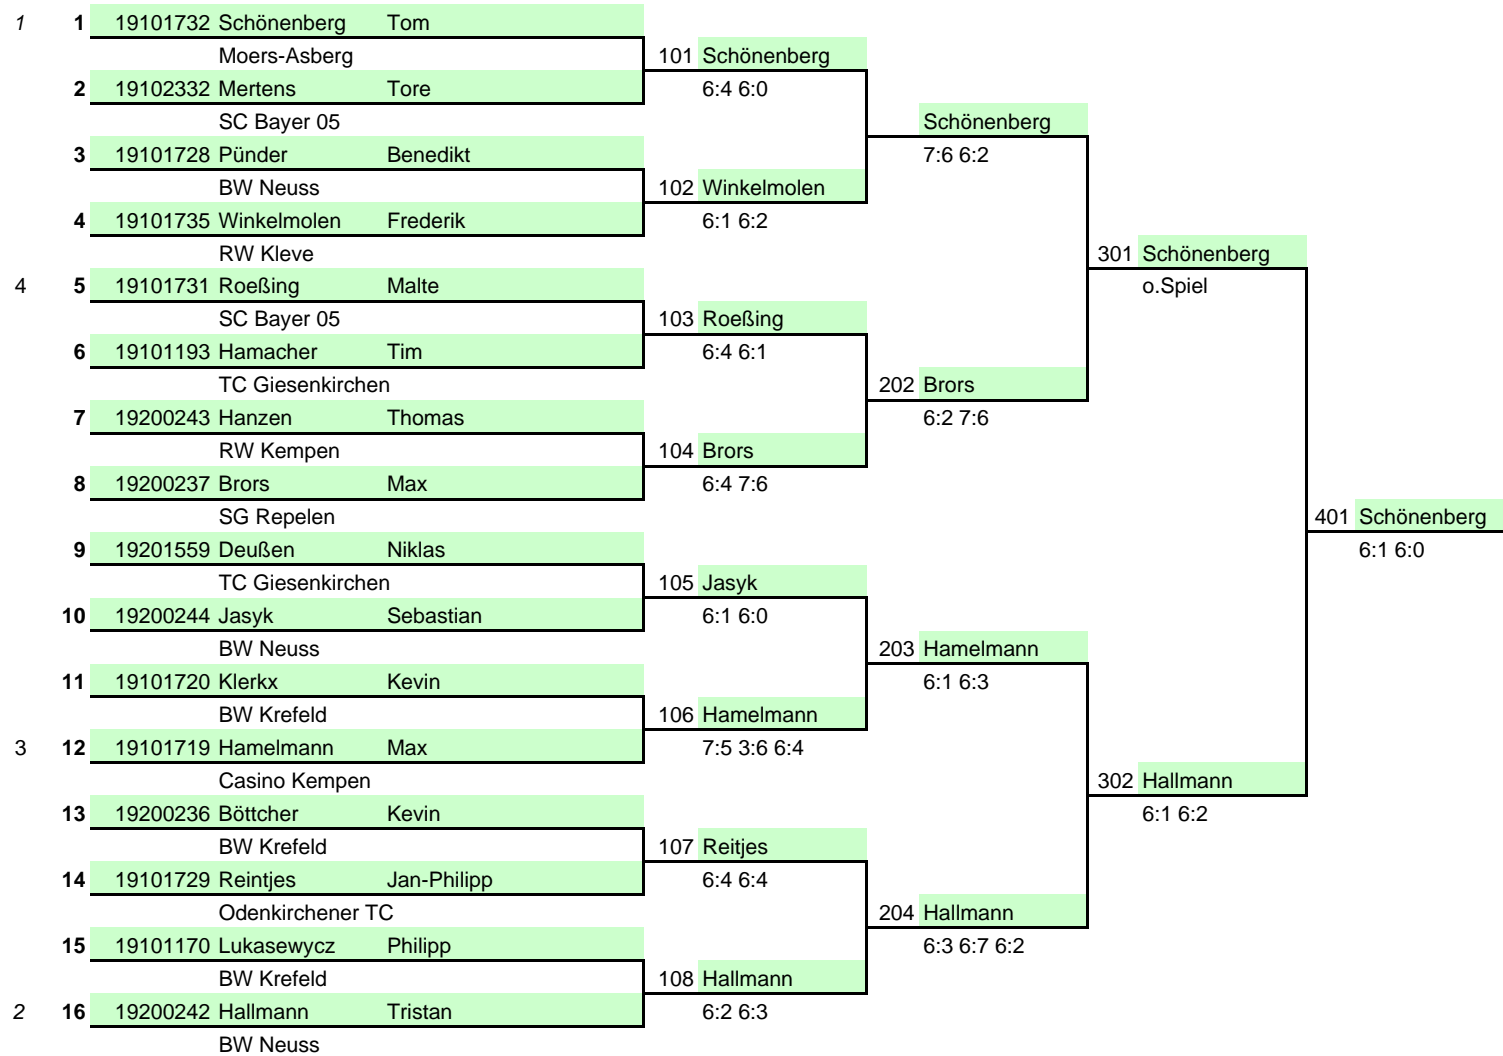 1 1 19101732 Schönenberg Tom
Moers-Asberg 101 Schönenberg
2 19102332 Mertens Tore 6:4 6:0
SC Bayer 05 Schönenberg
3 19101728 Pünder Benedikt 7:6 6:2
BW Neuss 102 Winkelmolen
4 19101735 Winkelmolen Frederik 6:1 6:2
RW Kleve 301 Schönenberg
4 5 19101731 Roeßing Malte o.Spiel
SC Bayer 05 103 Roeßing
6 19101193 Hamacher Tim 6:4 6:1
TC Giesenkirchen 202 Brors
7 19200243 Hanzen Thomas 6:2 7:6
RW Kempen 104 Brors
8 19200237 Brors Max 6:4 7:6
SG Repelen 401 Schönenberg
9 19201559 Deußen Niklas 6:1 6:0
TC Giesenkirchen 105 Jasyk
10 19200244 Jasyk Sebastian 6:1 6:0
BW Neuss 203 Hamelmann
11 19101720 Klerkx Kevin 6:1 6:3
BW Krefeld 106 Hamelmann
3 12 19101719 Hamelmann Max 7:5 3:6 6:4
Casino Kempen 302 Hallmann
13 19200236 Böttcher Kevin 6:1 6:2
BW Krefeld 107 Reitjes
14 19101729 Reintjes Jan-Philipp 6:4 6:4
Odenkirchener TC 204 Hallmann
15 19101170 Lukasewycz Philipp 6:3 6:7 6:2
BW Krefeld 108 Hallmann
2 16 19200242 Hallmann Tristan 6:2 6:3
BW Neuss